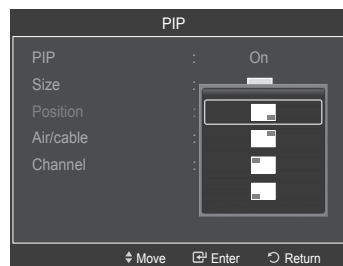 PIP
PIP : On
Size :
Position :
Air/cable :
Channel :
Move Enter Return